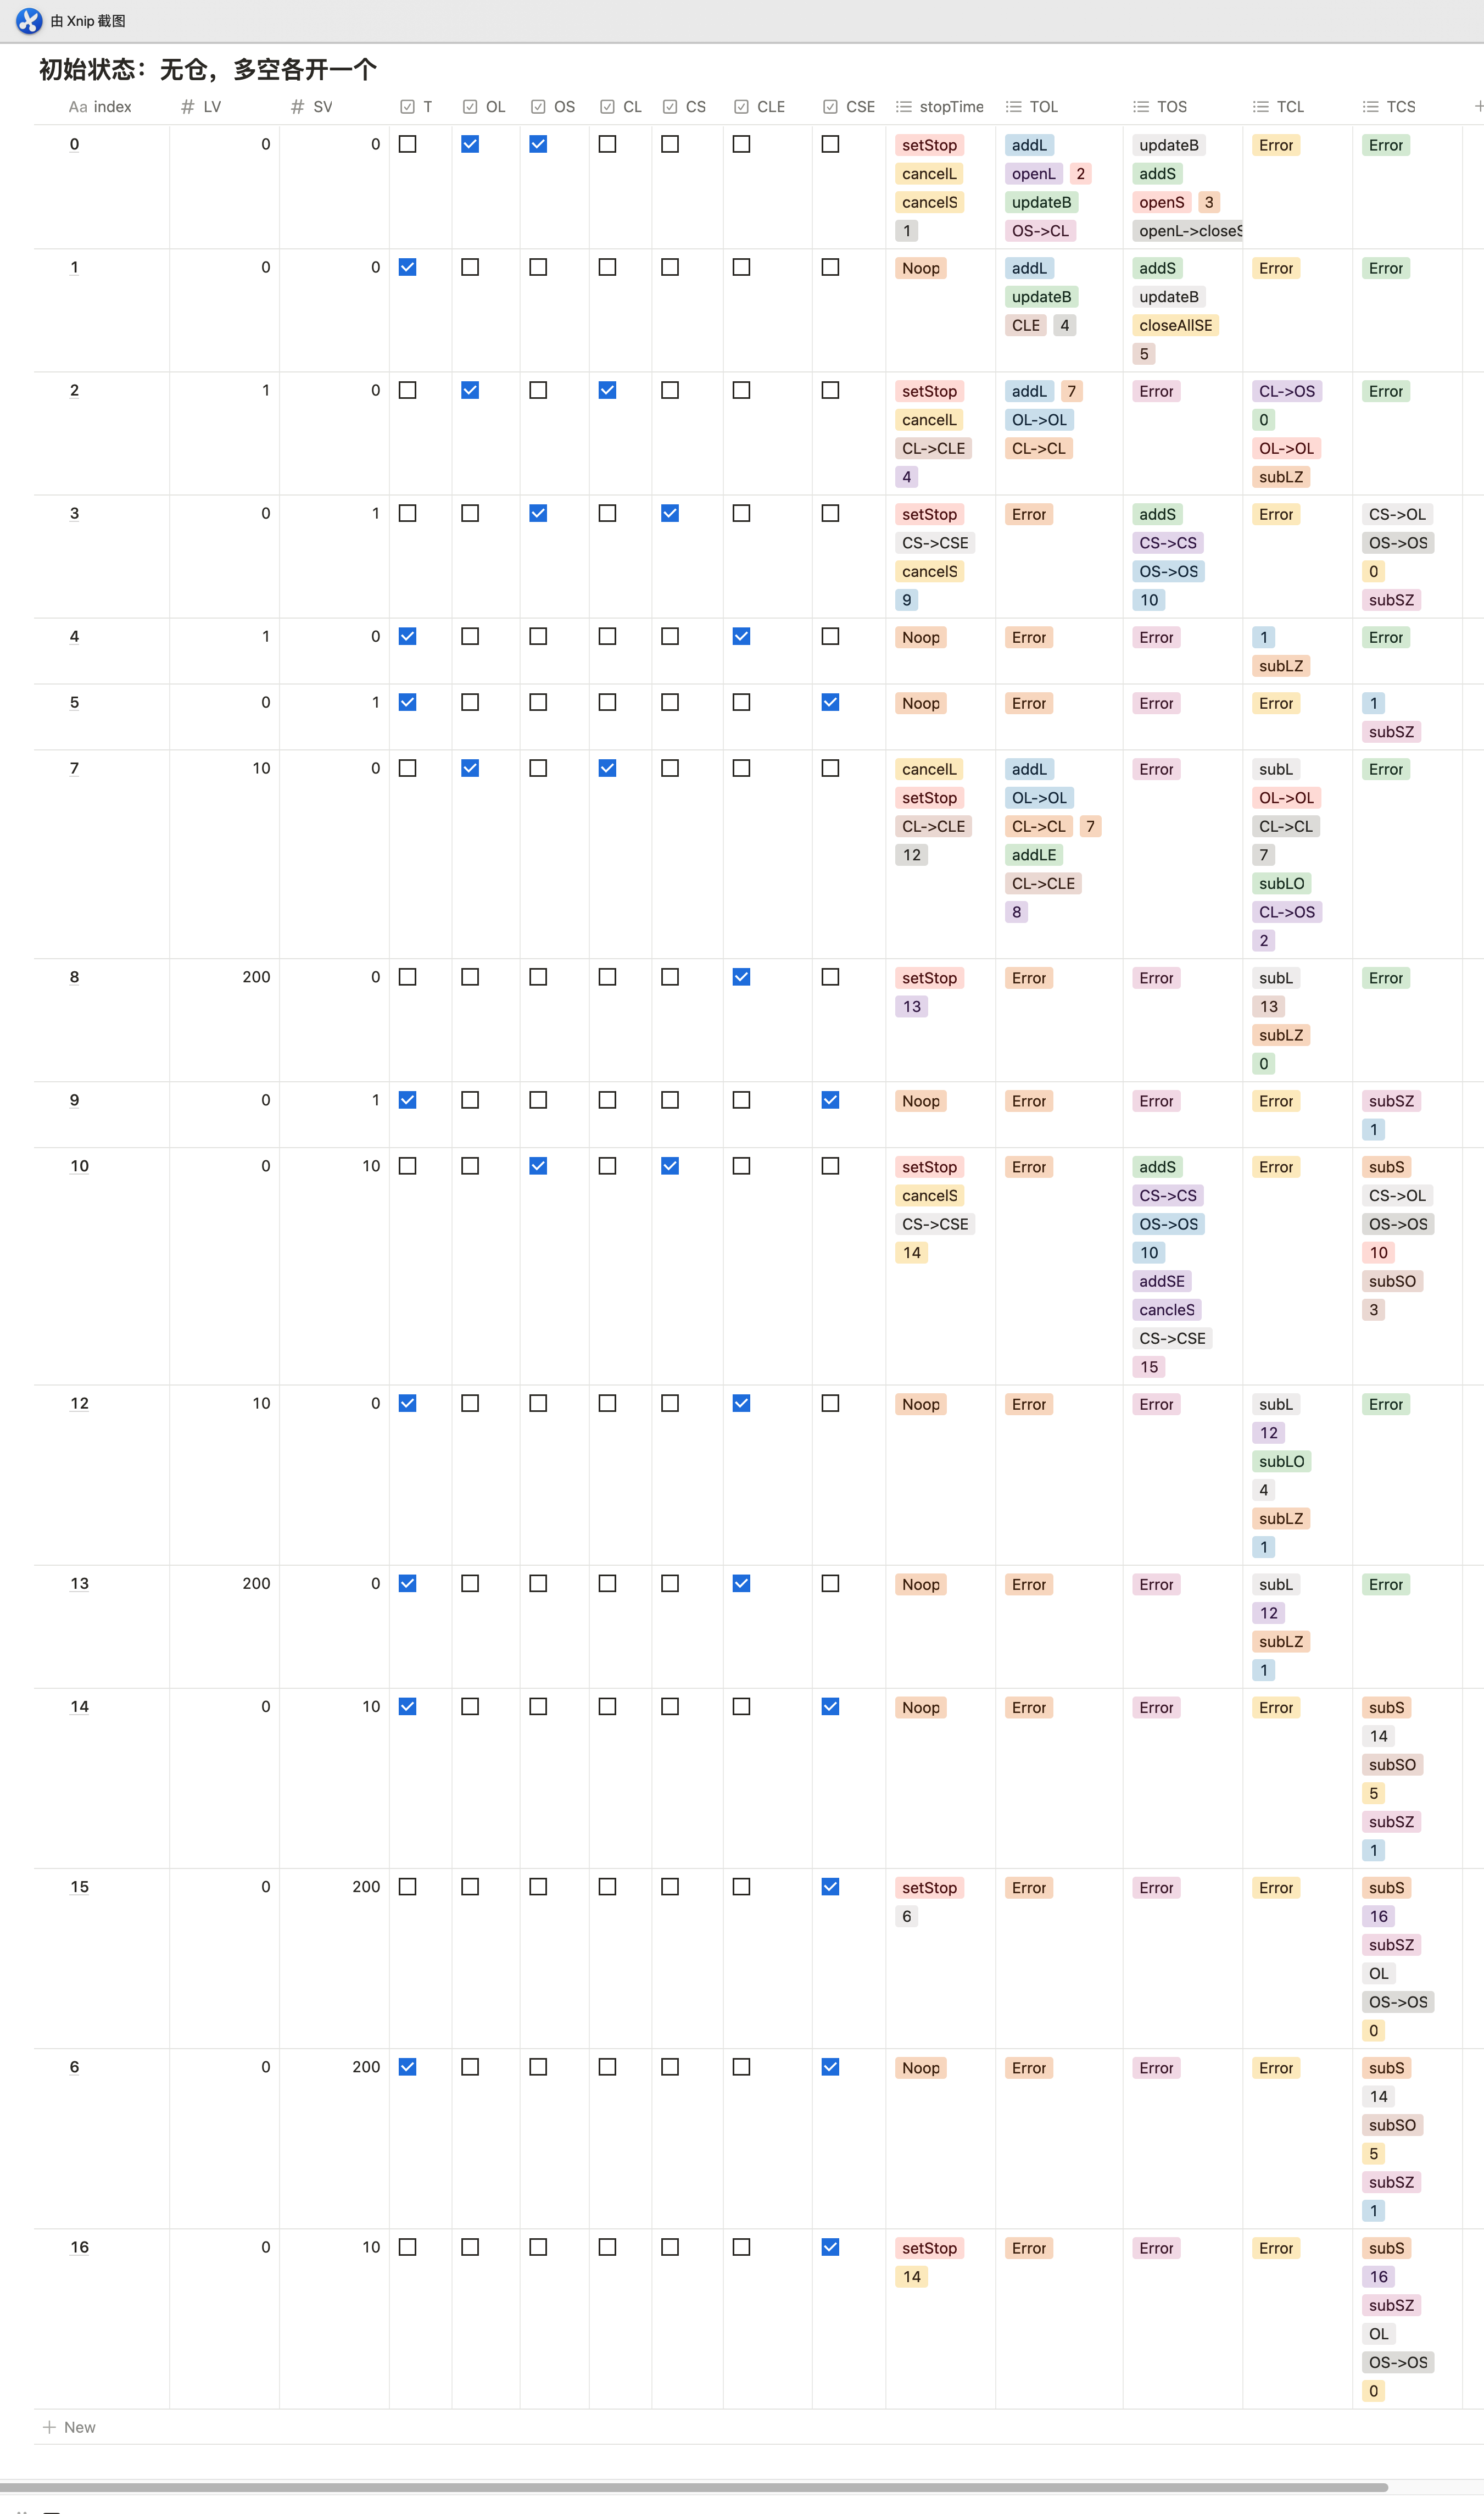 由 Xnip 截图
初始状态：无仓，多空各开一个
Aa index # LV # SV T OL OS CL CS CLE CSE stopTime TOL TOS TCL TCS
0 0 0 setStop addL updateB Error Error
cancelL openL 2 addS
cancelS updateB openS 3
1 OS->CL openL->closeS
1 0 0 Noop addL addS Error Error
updateB updateB
CLE 4 closeAllSE
5
2 1 0 setStop addL 7 Error CL->OS Error
cancelL OL->OL 0
CL->CLE CL->CL OL->OL
4 subLZ
3 0 1 setStop Error addS Error CS->OL
CS->CSE CS->CS OS->OS
cancelS OS->OS 0
9 10 subSZ
4 1 0 Noop Error Error 1 Error
subLZ
5 0 1 Noop Error Error Error 1
subSZ
7 10 0 cancelL addL Error subL Error
setStop OL->OL OL->OL
CL->CLE CL->CL 7 CL->CL
12 addLE 7
CL->CLE subLO
8 CL->OS
2
8 200 0 setStop Error Error subL Error
13 13
subLZ
0
9 0 1 Noop Error Error Error subSZ
1
10 0 10 setStop Error addS Error subS
cancelS CS->CS CS->OL
CS->CSE OS->OS OS->OS
14 10 10
addSE subSO
cancleS 3
CS->CSE
15
12 10 0 Noop Error Error subL Error
12
subLO
4
subLZ
1
13 200 0 Noop Error Error subL Error
12
subLZ
1
14 0 10 Noop Error Error Error subS
14
subSO
5
subSZ
1
15 0 200 setStop Error Error Error subS
6 16
subSZ
OL
OS->OS
0
6 0 200 Noop Error Error Error subS
14
subSO
5
subSZ
1
16 0 10 setStop Error Error Error subS
14 16
subSZ
OL
OS->OS
0
+ New